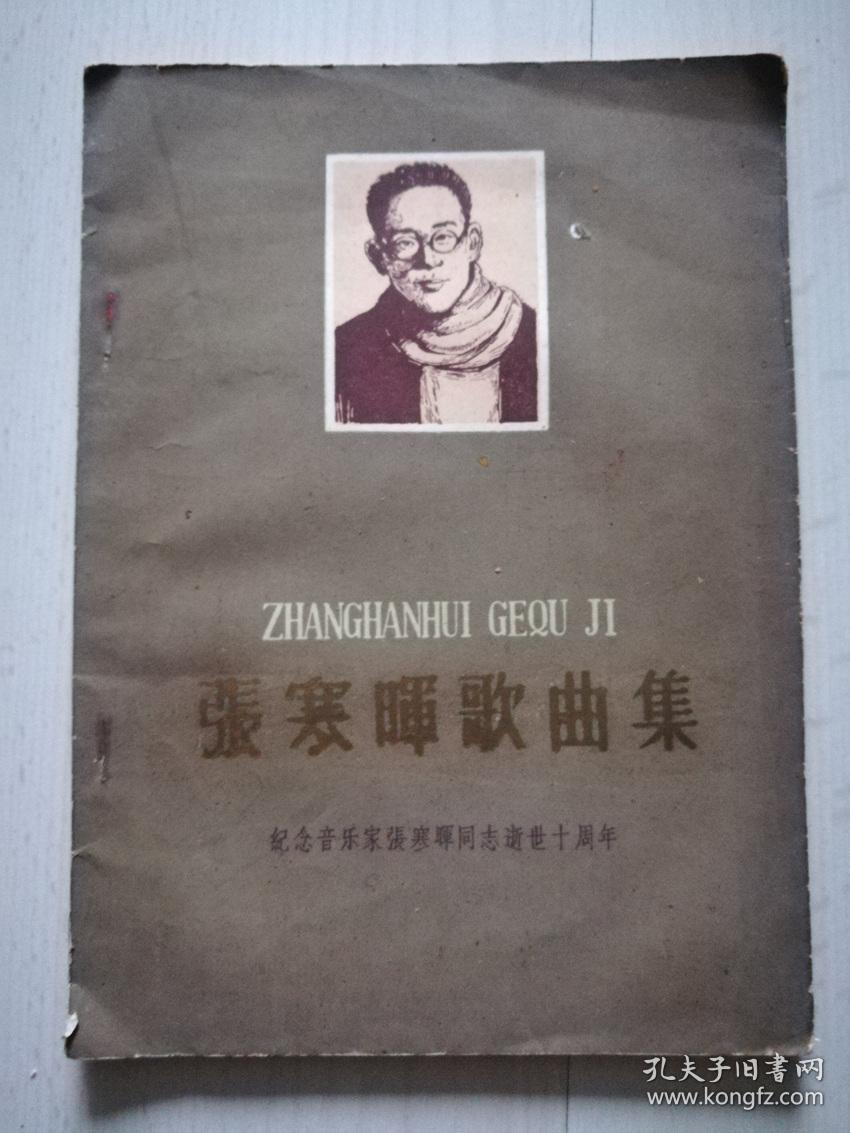 ZHANGHANHUI GEQU JI
張寒暉歌曲集
紀念音乐家張寒暉同志逝世十周年
孔夫子旧書网
www.kongfz.com